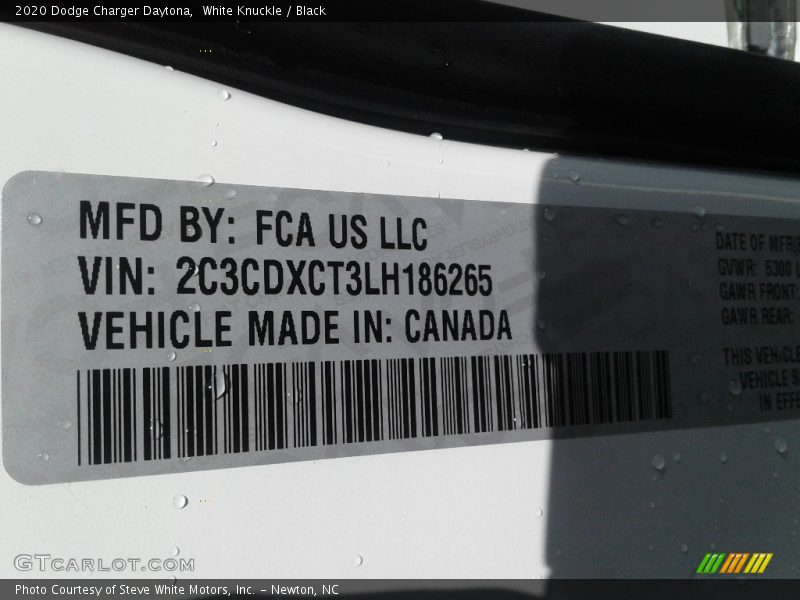 2020 Dodge Charger Daytona, White Knuckle / Black
MFD BY: FCA US LLC
VIN: 2C3CDXCT3LH186265
VEHICLE MADE IN: CANADA
DATE OF MFR
GVWR: 5300
GAWR FRONT:
GAWR REAR:
THIS VEHICLE
VEHICLE S
IN EFFE
GTCARLOT.COM
Photo Courtesy of Steve White Motors, Inc. – Newton, NC